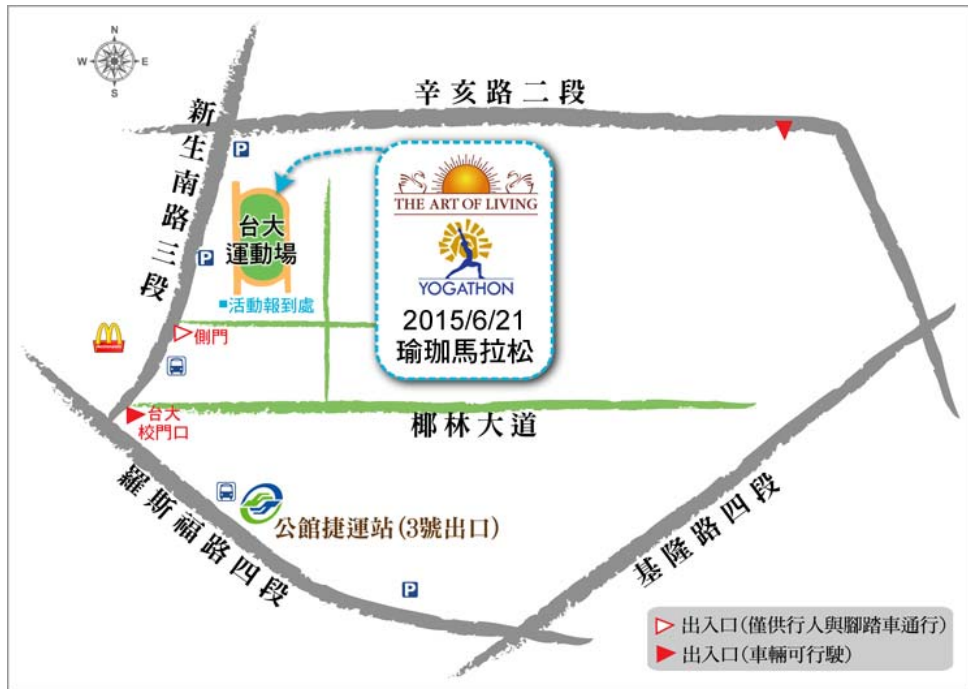 N
W
E
S
辛亥路二段
新生南路三段
P
THE ART OF LIVING
YOGATHON
2015/6/21
瑜珈馬拉松
台大
運動場
P
活動報到處
側門
台大
校門口
椰林大道
羅斯福路四段
公館捷運站(3號出口)
基隆路四段
P
出入口(僅供行人與腳踏車通行)
出入口(車輛可行駛)